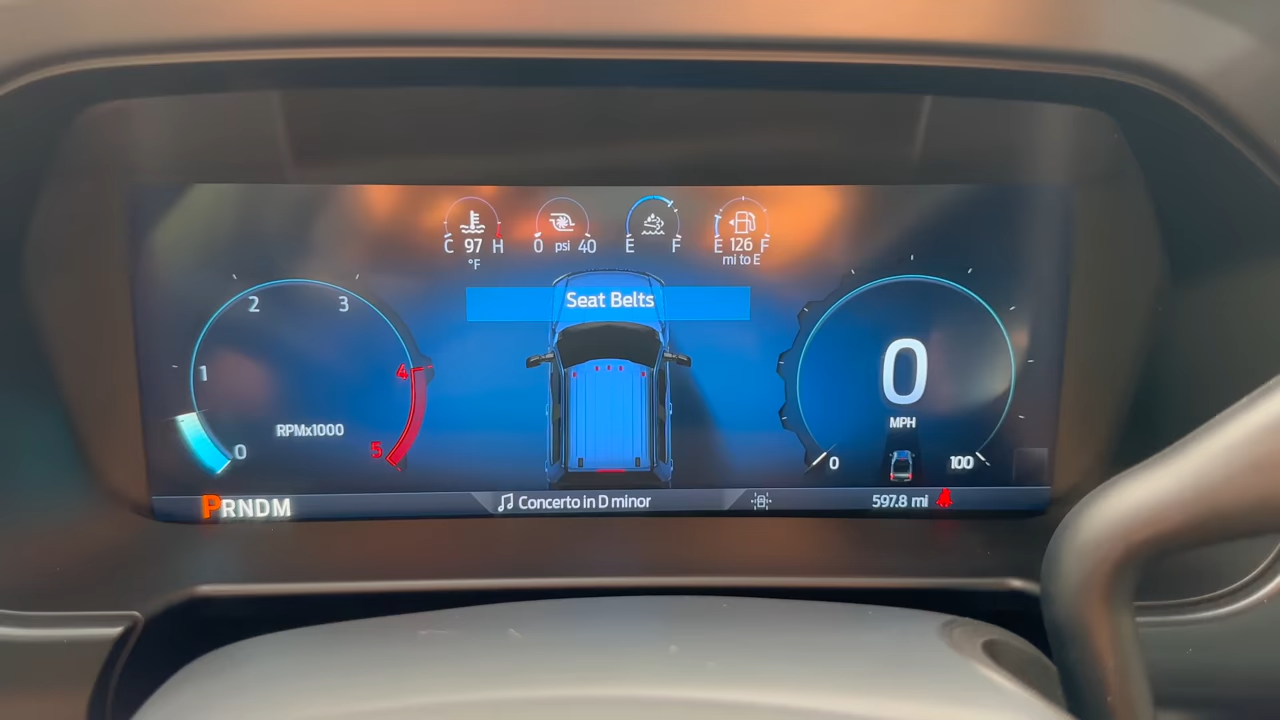 C 97 H
°F
0 psi 40
E F
E 126 F
mi to E
Seat Belts
0 1 2 3 4 5
RPMx1000
0
MPH
0 100
PRNDM
Concerto in D minor
597.8 mi